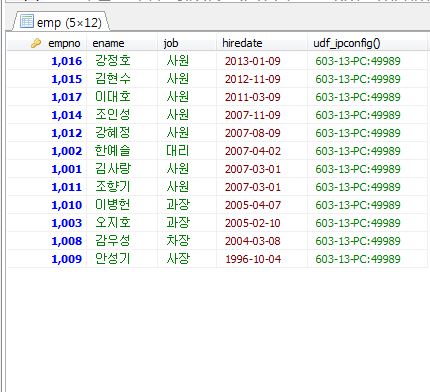 emp (5×12)
empno ename job hiredate udf_ipconfig()
1,016 강정호 사원 2013-01-09 603-13-PC:49989
1,015 김현수 사원 2012-11-09 603-13-PC:49989
1,017 이대호 사원 2011-03-09 603-13-PC:49989
1,014 조인성 사원 2007-11-09 603-13-PC:49989
1,012 강혜정 사원 2007-08-09 603-13-PC:49989
1,002 한예슬 대리 2007-04-02 603-13-PC:49989
1,001 김사랑 사원 2007-03-01 603-13-PC:49989
1,011 조향기 사원 2007-03-01 603-13-PC:49989
1,010 이병헌 과장 2005-04-07 603-13-PC:49989
1,003 오지호 과장 2005-02-10 603-13-PC:49989
1,008 감우성 차장 2004-03-08 603-13-PC:49989
1,009 안성기 사장 1996-10-04 603-13-PC:49989